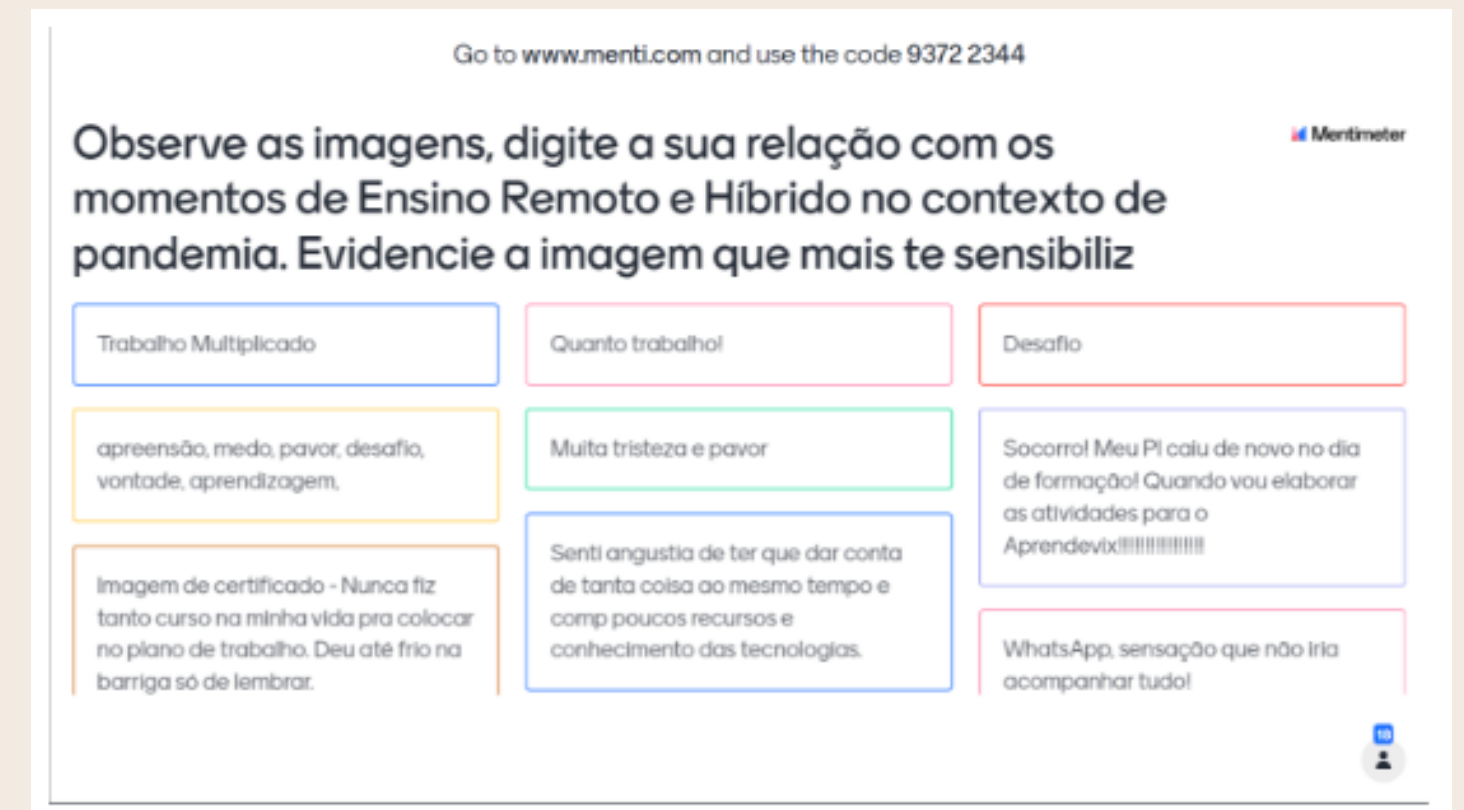 Go to www.menti.com and use the code 9372 2344
Observe as imagens, digite a sua relação com os
momentos de Ensino Remoto e Híbrido no contexto de
pandemia. Evidencie a imagem que mais te sensibiliz
Mentimeter
Trabalho Multiplicado
Quanto trabalho!
Desafio
apreensão, medo, pavor, desafio,
vontade, aprendizagem,
Muita tristeza e pavor
Socorro! Meu PI caiu de novo no dia
de formação! Quando vou elaborar
as atividades para o
Aprendevix!!!!!!!!!!!!!!!!!
Imagem de certificado - Nunca fiz
tanto curso na minha vida pra colocar
no plano de trabalho. Deu até frio na
barriga só de lembrar.
Senti angustia de ter que dar conta
de tanta coisa ao mesmo tempo e
comp poucos recursos e
conhecimento das tecnologias.
WhatsApp, sensação que não iria
acompanhar tudo!
18